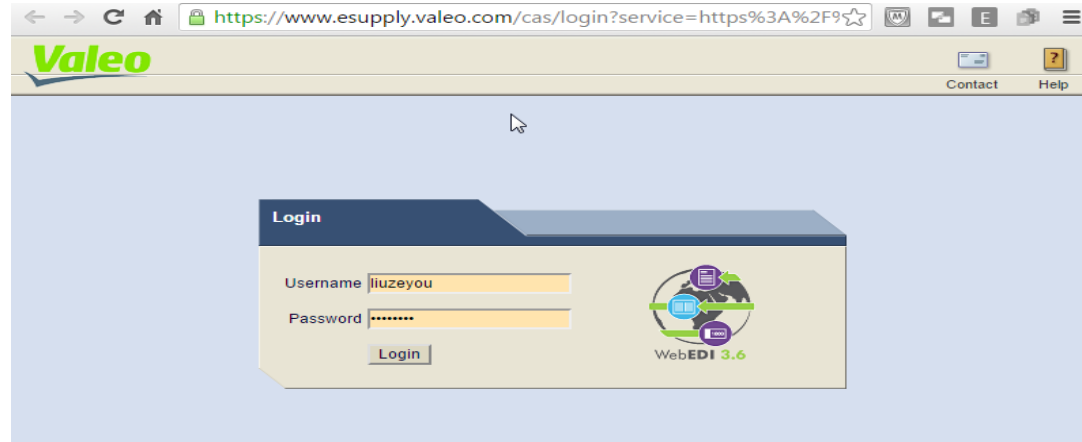 https://www.esupply.valeo.com/cas/login?service=https%3A%2F
E
Valeo
?
Contact
Help
Login
Username liuzeyou
Password ••••••••
Login
WebEDI 3.6